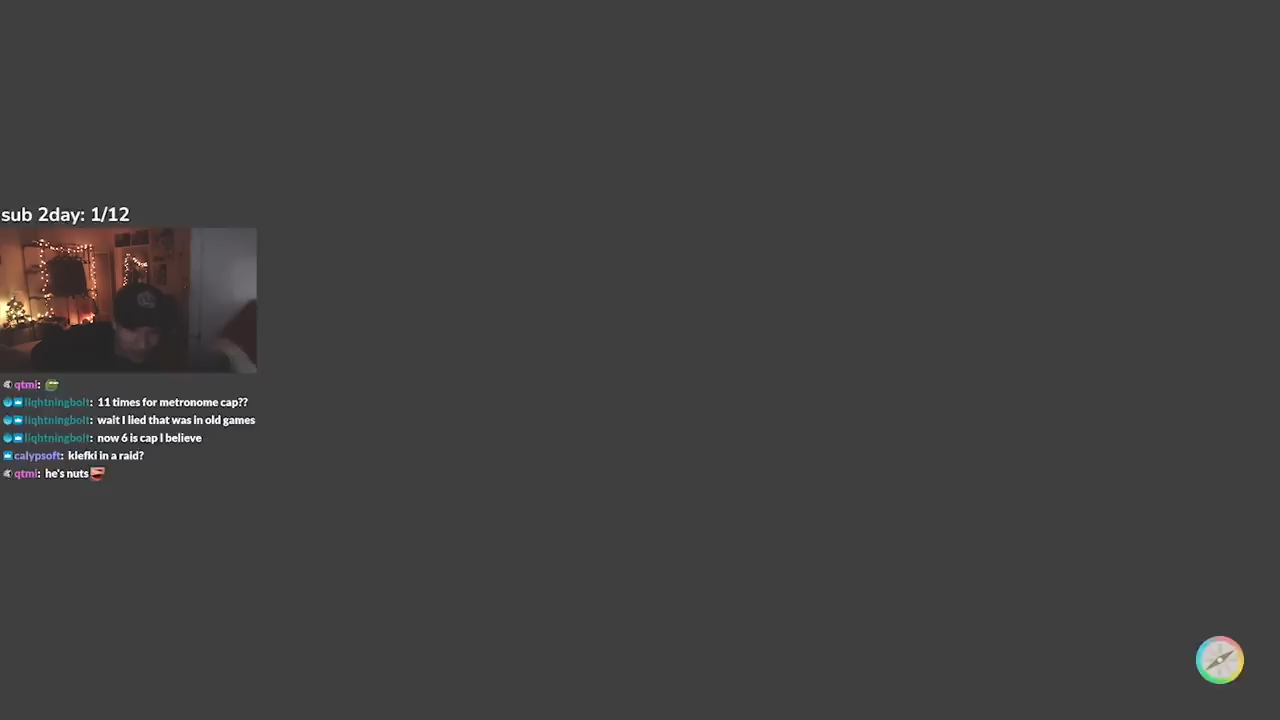 sub 2day: 1/12
qtmi:
lightningbolt: 11 times for metronome cap??
lightningbolt: wait I lied that was in old games
lightningbolt: now 6 is cap I believe
calypsoft: klefki in a raid?
qtmi: he's nuts